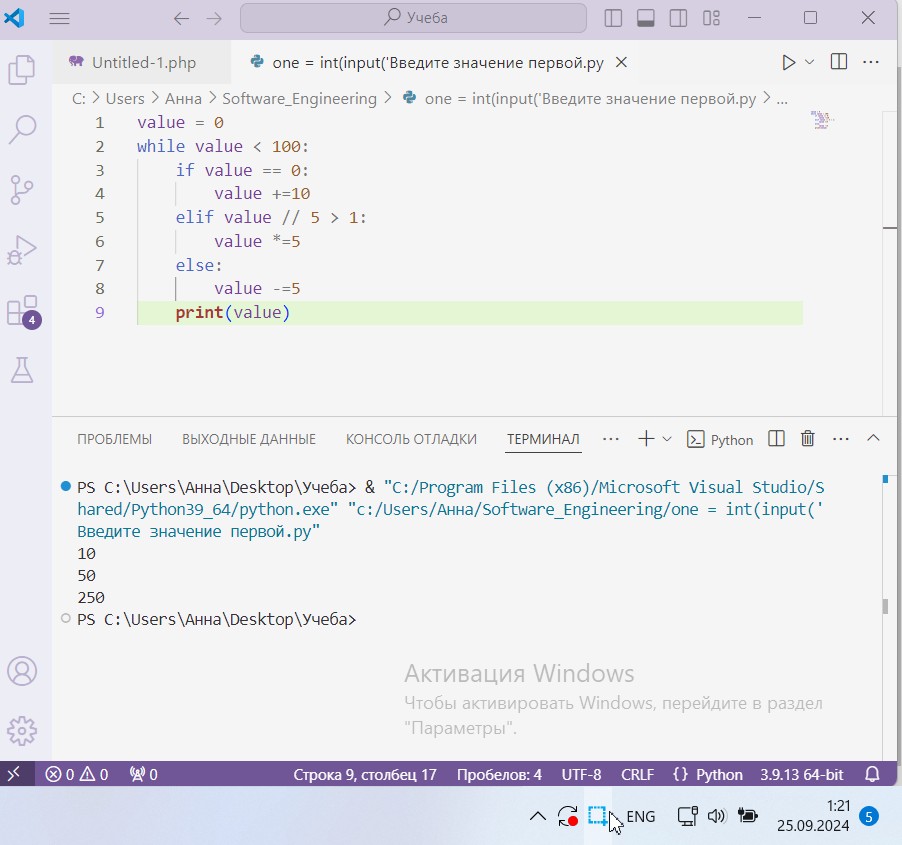 Учеба
Untitled-1.php
one = int(input('Введите значение первой.py
C: > Users > Анна > Software_Engineering > one = int(input('Введите значение первой.py > ...
1 value = 0
2 while value < 100:
3 if value == 0:
4 value +=10
5 elif value // 5 > 1:
6 value *=5
7 else:
8 value -=5
9 print(value)
4
ПРОБЛЕМЫ ВЫХОДНЫЕ ДАННЫЕ КОНСОЛЬ ОТЛАДКИ ТЕРМИНАЛ ... Python ...
PS C:\Users\Анна\Desktop\Учеба> & "C:/Program Files (x86)/Microsoft Visual Studio/S
hared/Python39_64/python.exe" "c:/Users/Анна/Software_Engineering/one = int(input('
Введите значение первой.py"
10
50
250
PS C:\Users\Анна\Desktop\Учеба>
Активация Windows
Чтобы активировать Windows, перейдите в раздел
"Параметры".
0 0 0 Строка 9, столбец 17 Пробелов: 4 UTF-8 CRLF {} Python 3.9.13 64-bit
ENG
1:21
25.09.2024
5